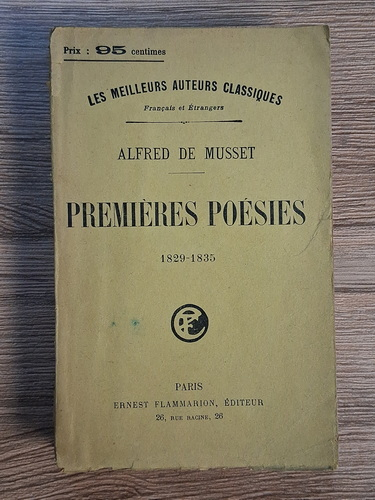 Prix : 95 centimes
LES MEILLEURS AUTEURS CLASSIQUES
Français et Étrangers
ALFRED DE MUSSET
PREMIÈRES POÉSIES
1829-1835
PARIS
ERNEST FLAMMARION, ÉDITEUR
26, RUE RACINE, 26